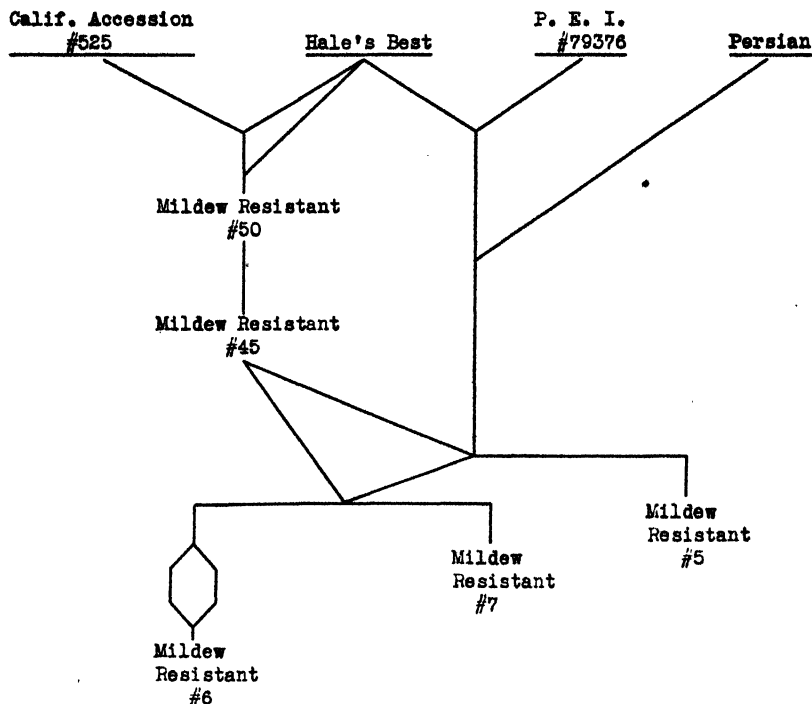 Calif. Accession
#525
Hale's Best
P. E. I.
#79376
Persian
Mildew Resistant
#50
Mildew Resistant
#45
Mildew
Resistant
#5
Mildew
Resistant
#7
Mildew
Resistant
#6